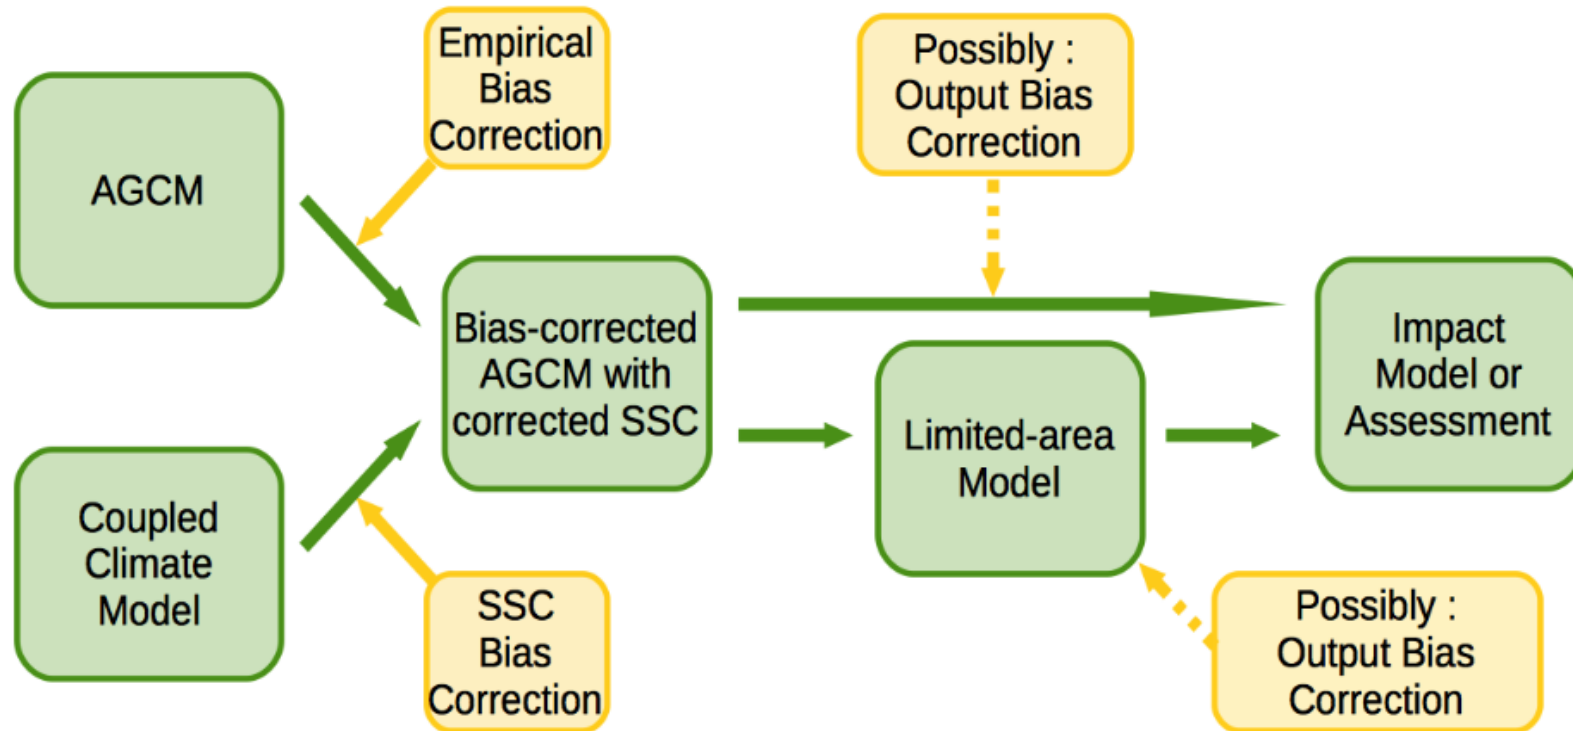 AGCM
Empirical
Bias
Correction
Possibly :
Output Bias
Correction
Coupled
Climate
Model
SSC
Bias
Correction
Bias-corrected
AGCM with
corrected SSC
Limited-area
Model
Impact
Model or
Assessment
Possibly :
Output Bias
Correction